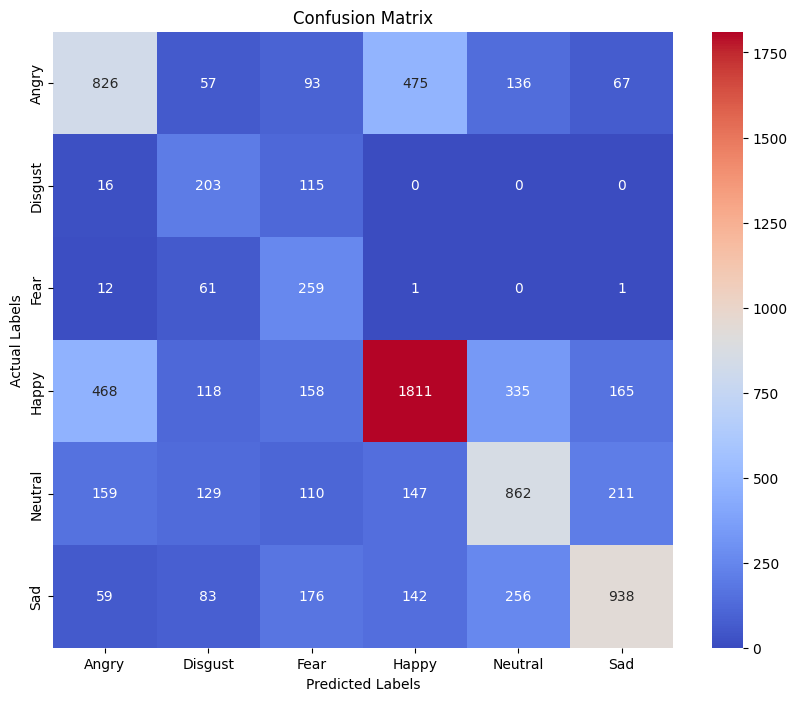 Confusion Matrix
Actual Labels
Angry 826 57 93 475 136 67
Disgust 16 203 115 0 0 0
Fear 12 61 259 1 0 1
Happy 468 118 158 1811 335 165
Neutral 159 129 110 147 862 211
Sad 59 83 176 142 256 938
Angry Disgust Fear Happy Neutral Sad
Predicted Labels
1750
1500
1250
1000
750
500
250
0